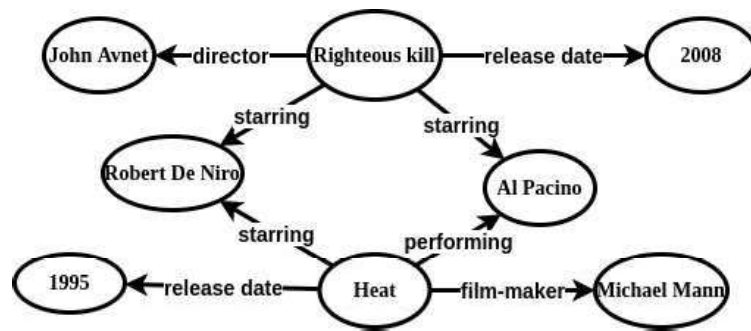 John Avnet director Righteous kill release date 2008
starring starring
Robert De Niro Al Pacino
starring performing
1995 release date Heat film-maker Michael Mann